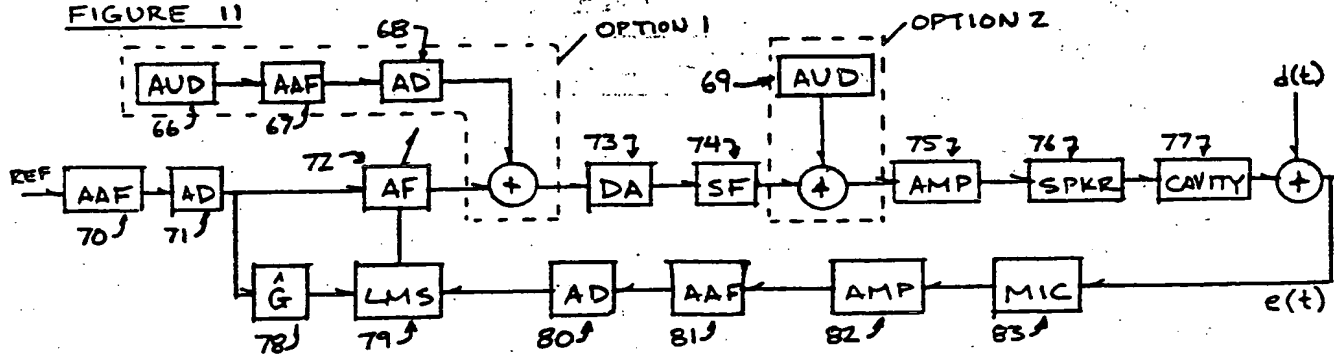 FIGURE 11
OPTION 1
OPTION 2
68
AUD
AAF
AD
66
67
69
AUD
d(t)
72
73
74
75
76
77
REF
AAF
AD
AF
+
DA
SF
+
AMP
SPKR
CAVITY
+
70
71
Ĝ
LMS
AD
AAF
AMP
MIC
e(t)
78
79
80
81
82
83